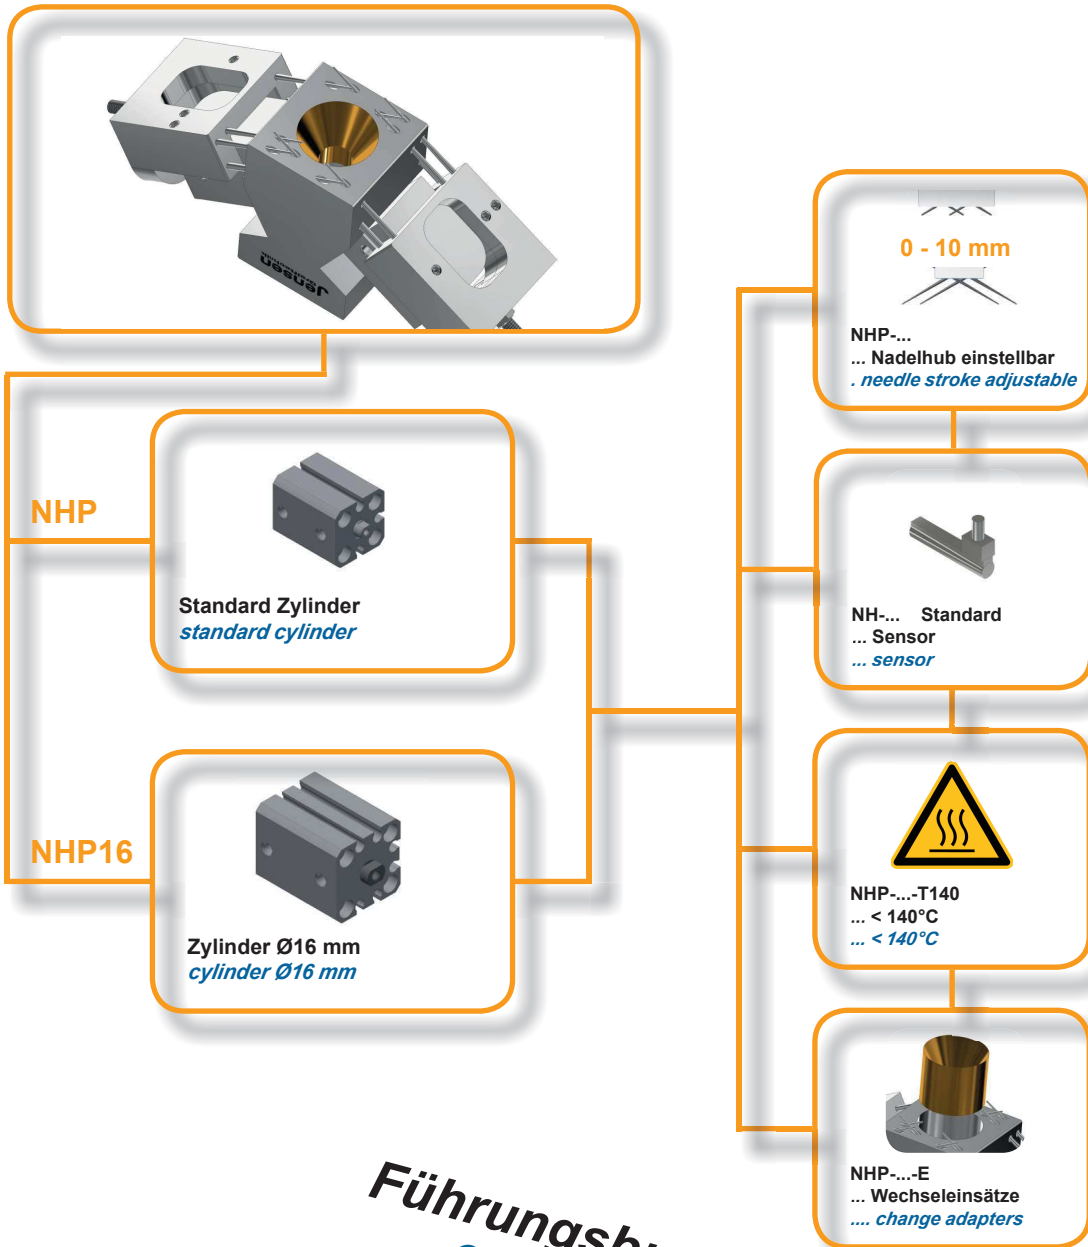 Jensen
NHP
Standard Zylinder
standard cylinder
NHP16
Zylinder Ø16 mm
cylinder Ø16 mm
0 - 10 mm
NHP-...
... Nadelhub einstellbar
. needle stroke adjustable
NH-... Standard
... Sensor
... sensor
NHP-...-T140
... < 140°C
... < 140°C
NHP-...-E
... Wechseleinsätze
.... change adapters